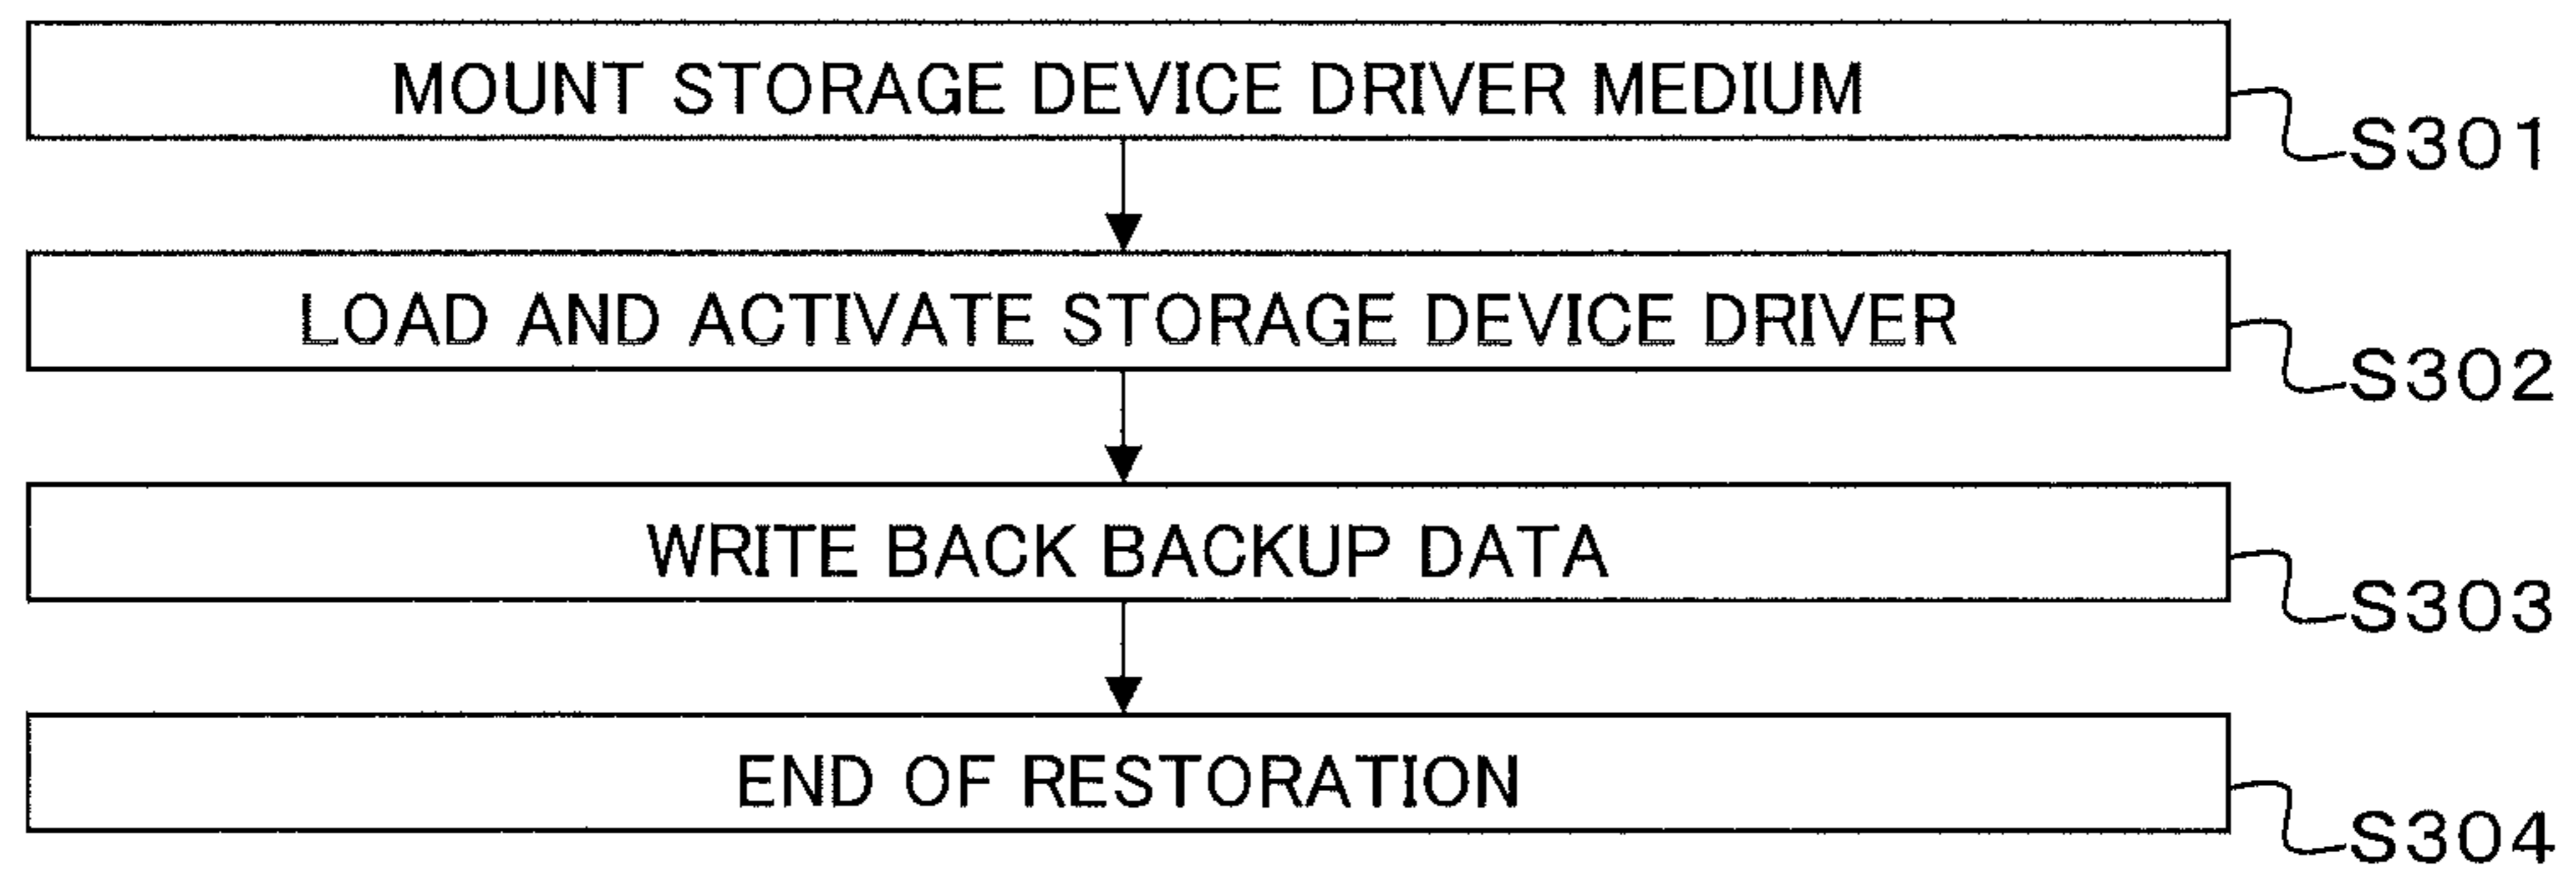 MOUNT STORAGE DEVICE DRIVER MEDIUM
S301
LOAD AND ACTIVATE STORAGE DEVICE DRIVER
S302
WRITE BACK BACKUP DATA
S303
END OF RESTORATION
S304